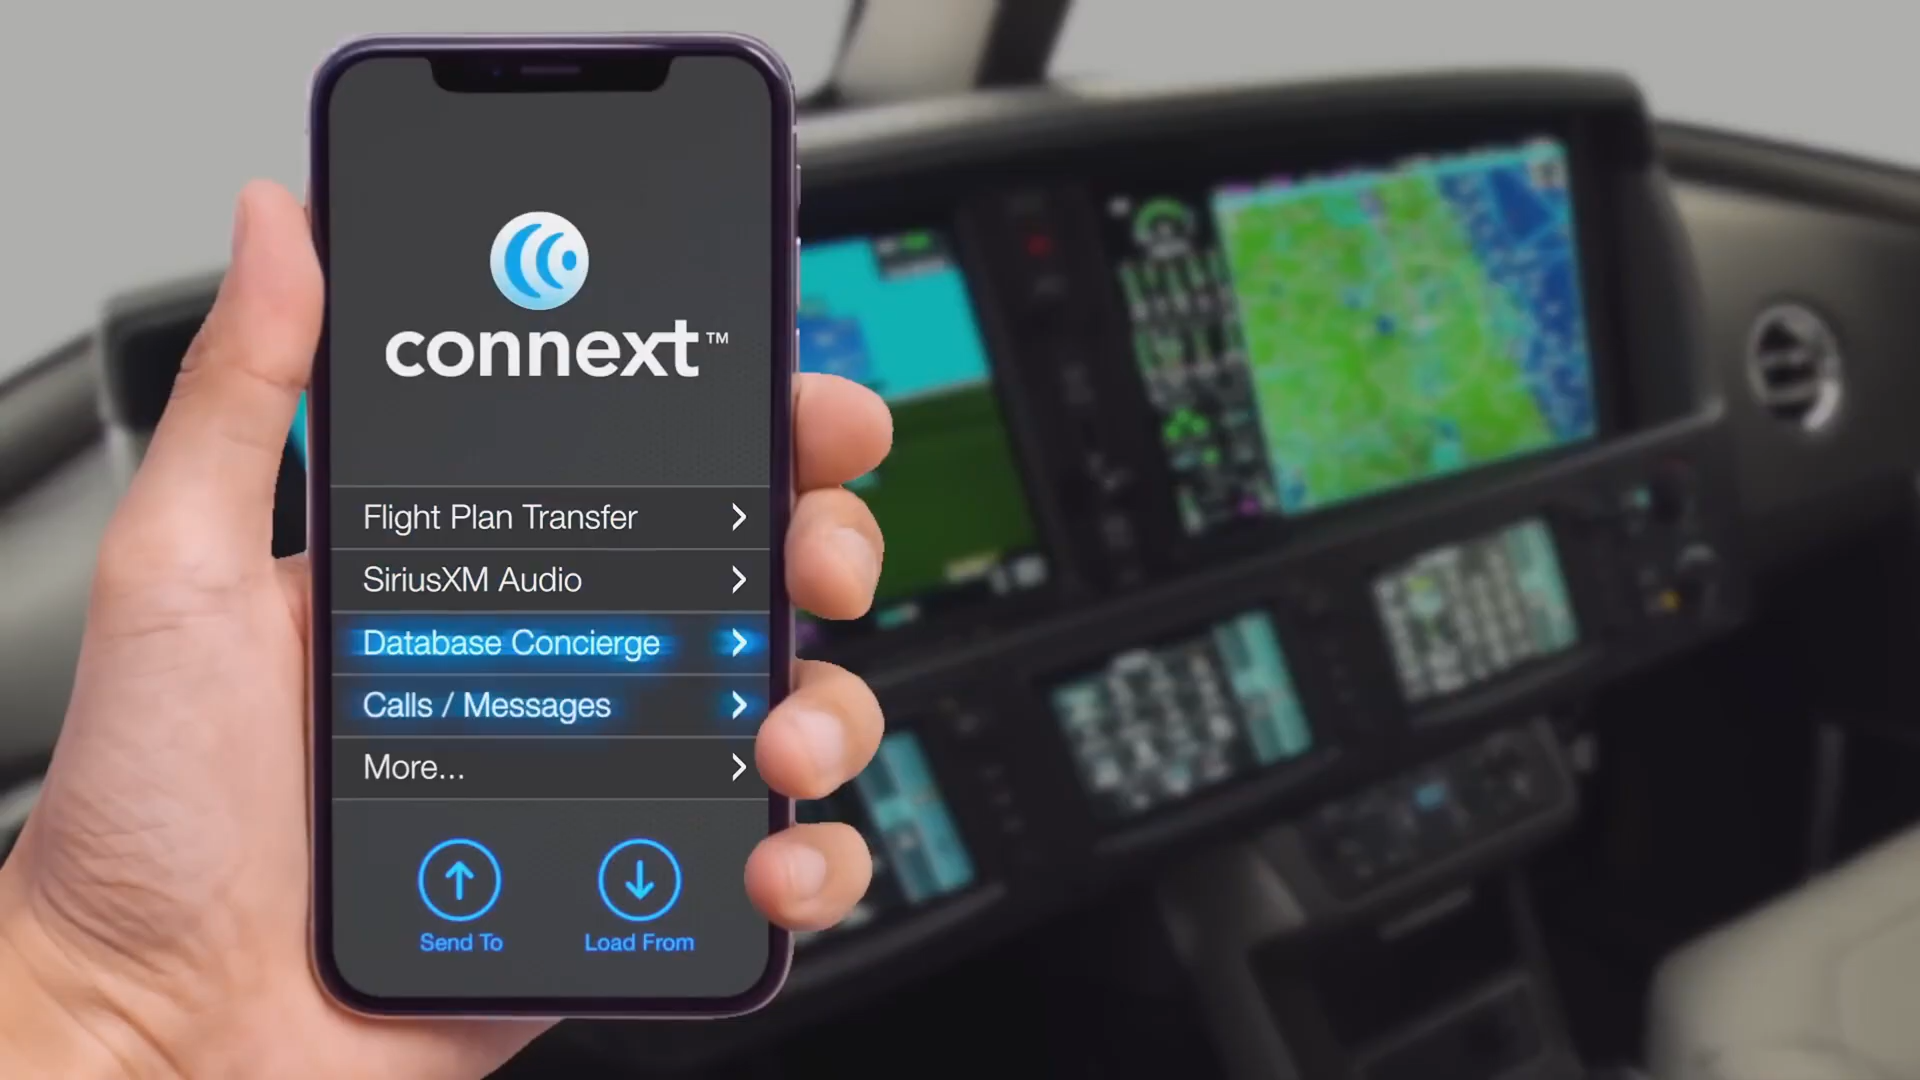 connext™
Flight Plan Transfer
SiriusXM Audio
Database Concierge
Calls / Messages
More...
Send To
Load From